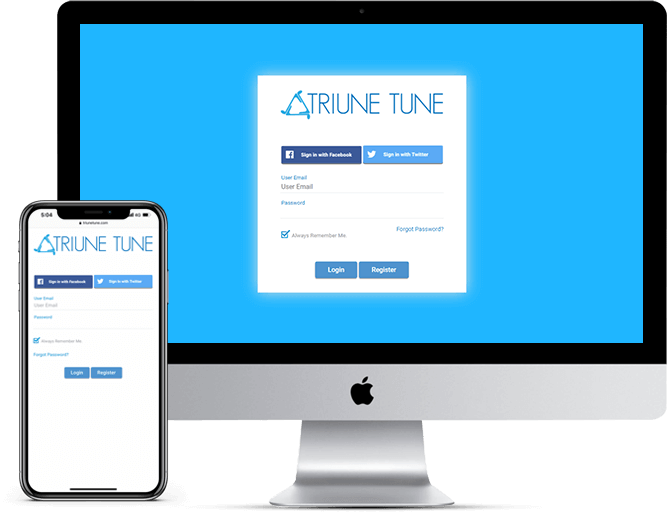 TRIUNE TUNE
Sign in with Facebook
Sign in with Twitter
User Email
User Email
Password
Always Remember Me.
Forgot Password?
Login
Register
5:04
4G
triunetune.com
TRIUNE TUNE
Sign in with Facebook
Sign in with Twitter
User Email
User Email
Password
Always Remember Me.
Forgot Password?
Login
Register